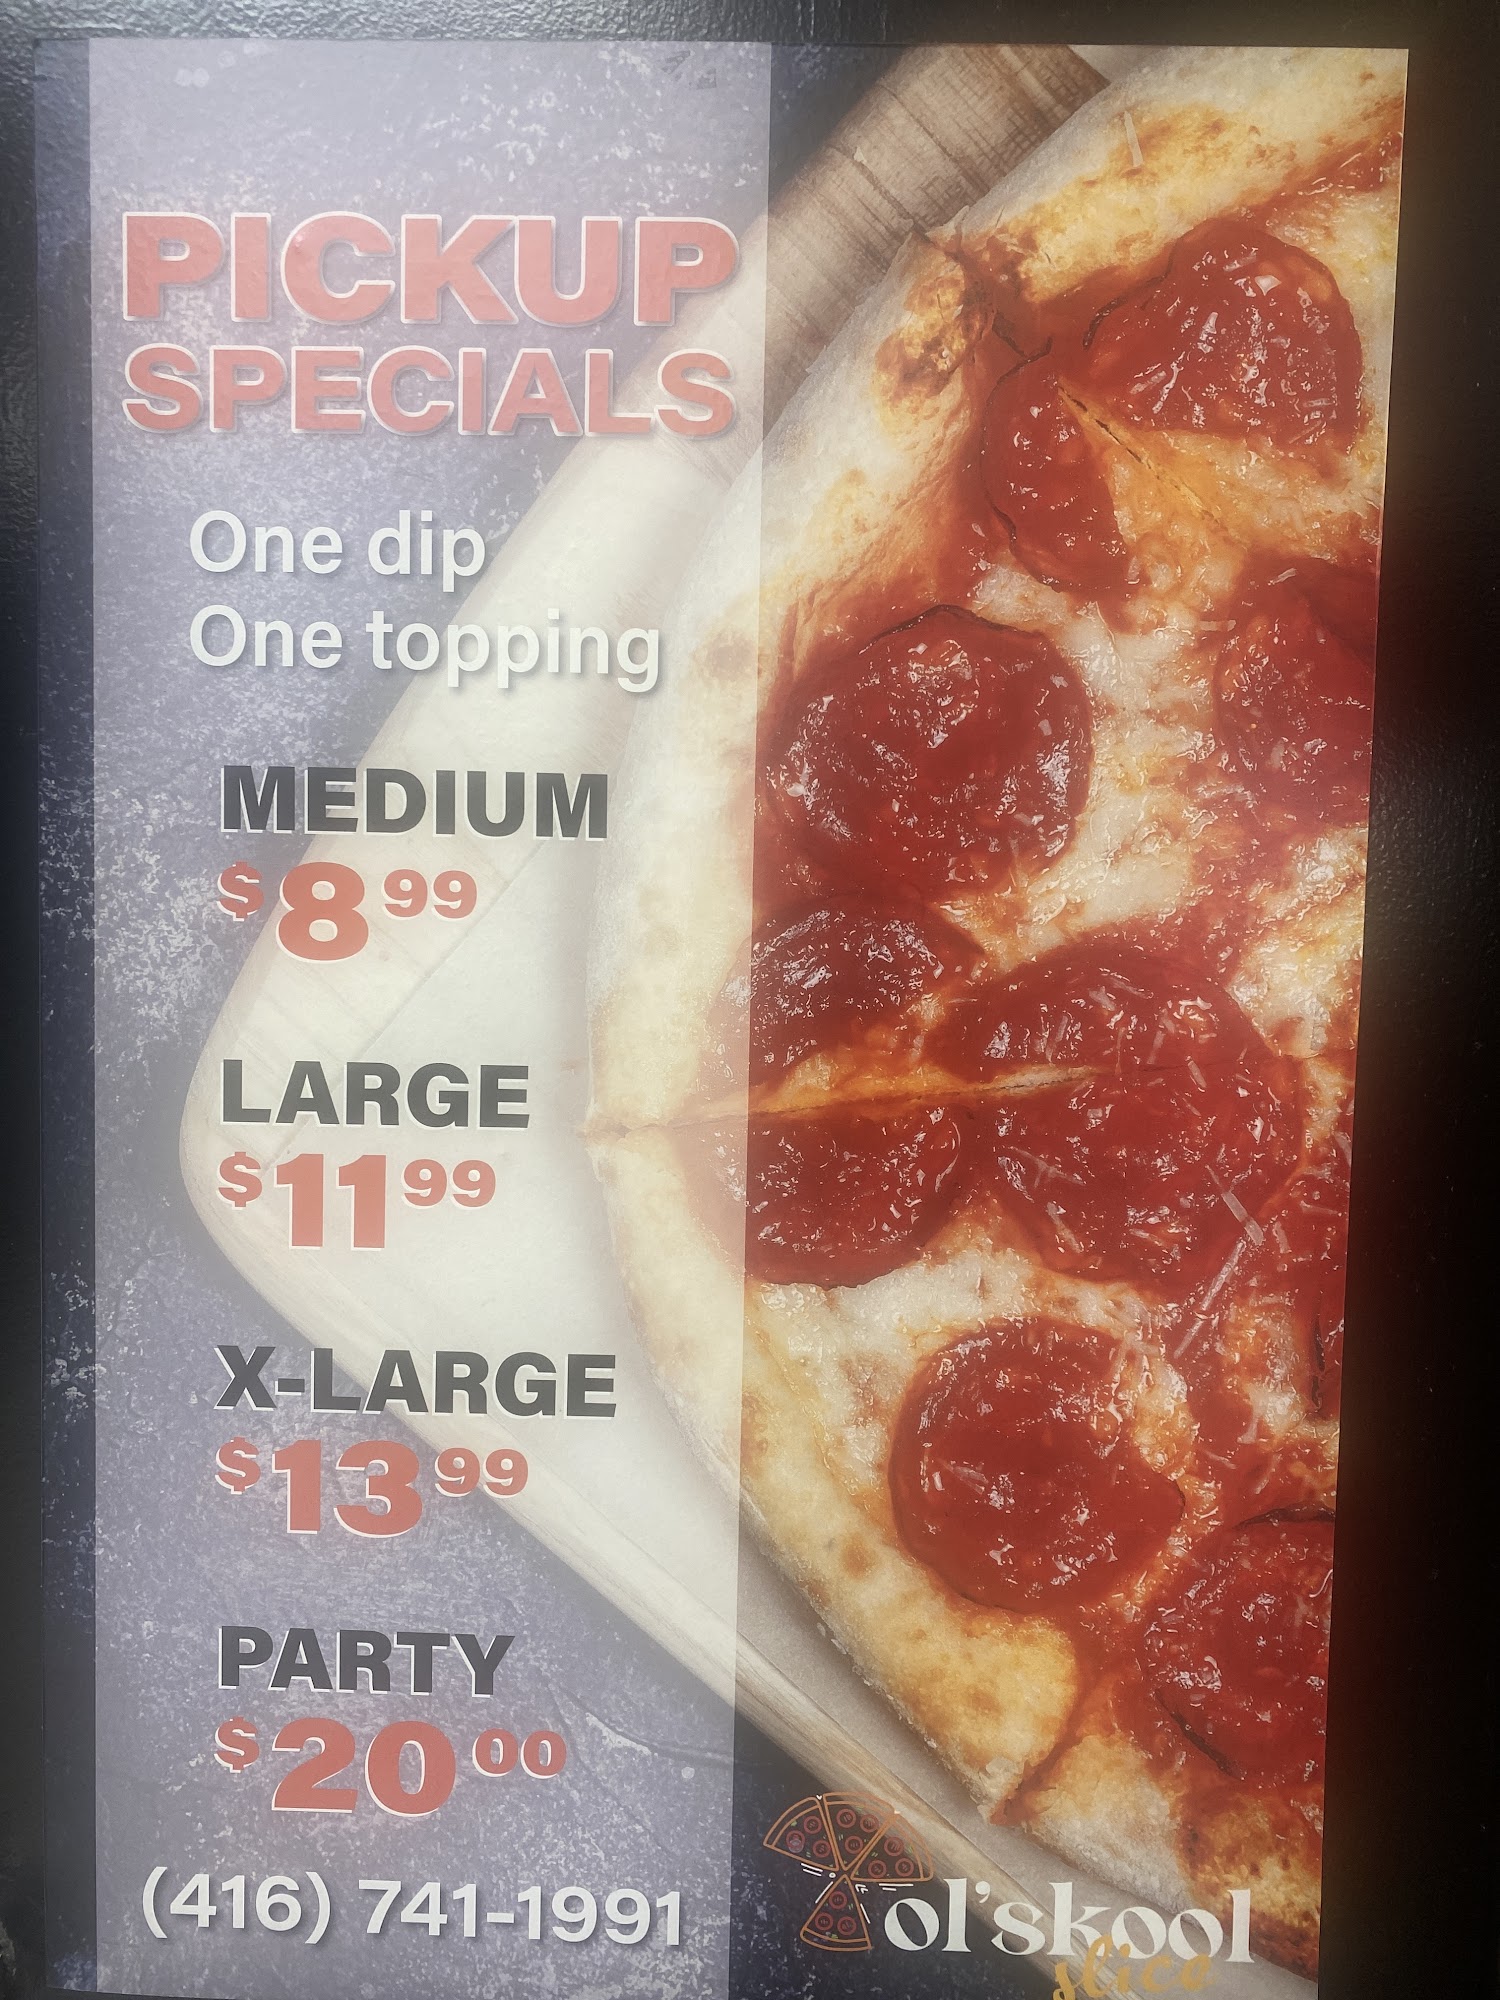 PICKUP
SPECIALS
One dip
One topping
MEDIUM
$8.99
LARGE
$11.99
X-LARGE
$13.99
PARTY
$20.00
(416) 741-1991
ol'skool
slice